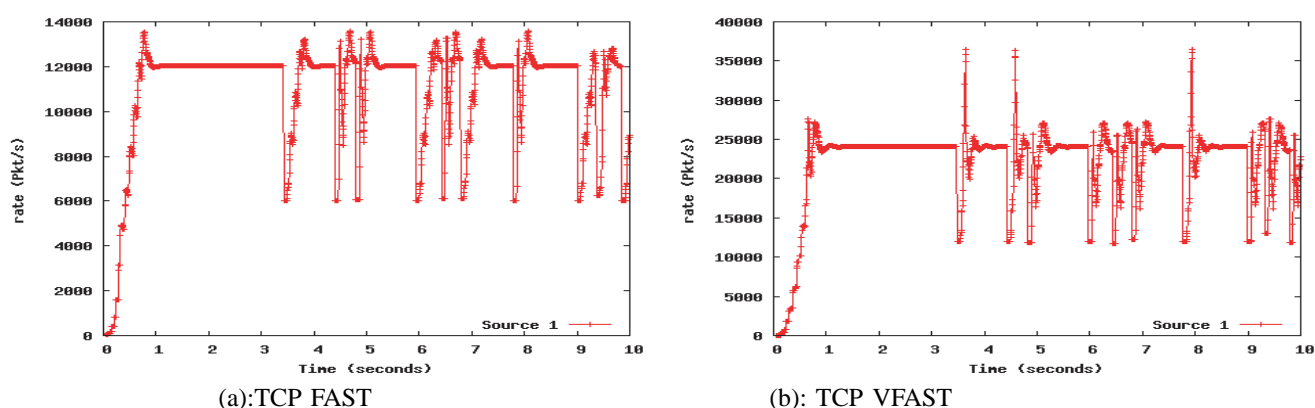 14000
12000
10000
8000
6000
4000
2000
0
rate (Pkt/s)
0 1 2 3 4 5 6 7 8 9 10
Time (seconds)
Source 1
(a):TCP FAST
40000
35000
30000
25000
20000
15000
10000
5000
0
rate (Pkt/s)
0 1 2 3 4 5 6 7 8 9 10
Time (seconds)
Source 1
(b): TCP VFAST